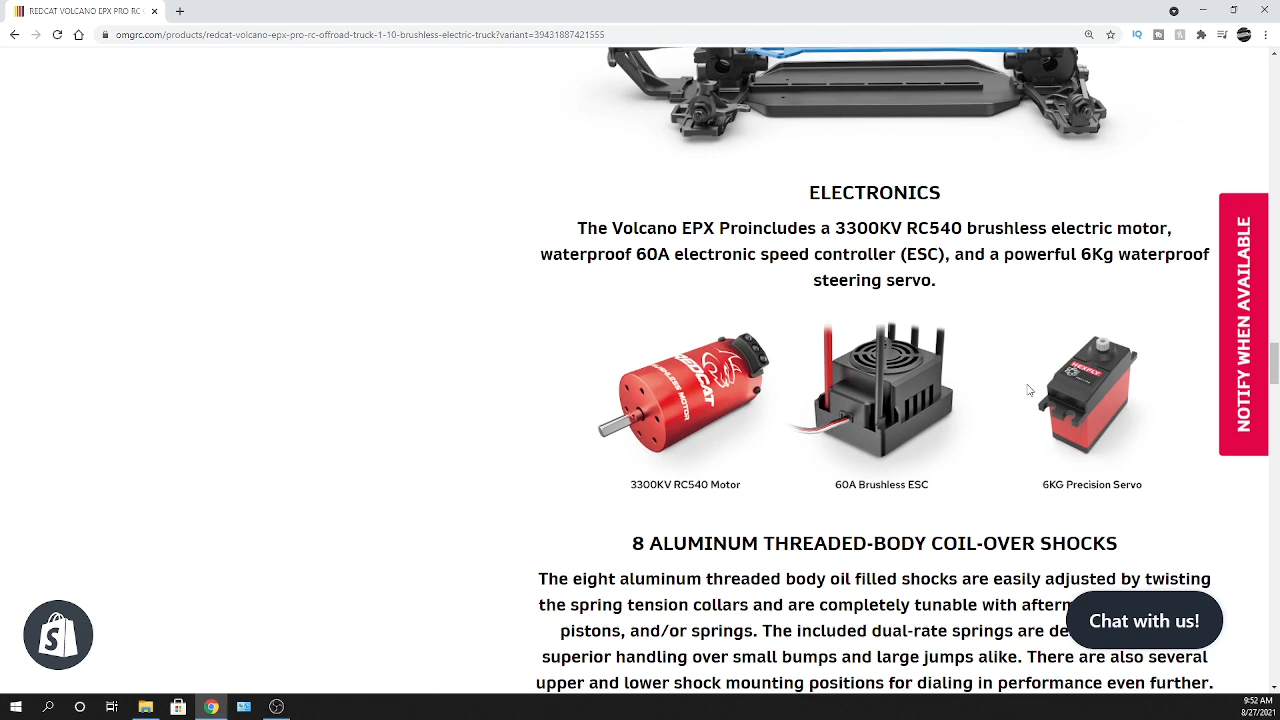 REDCAT VOLCANO EPX PRO RC
omgrc.com/products/redcat-volcano-epx-pro-rc-offroad-truck-1-10-brushless-electric-truck?variant=39431887421555
IQ
ELECTRONICS
The Volcano EPX Proincludes a 3300KV RC540 brushless electric motor,
waterproof 60A electronic speed controller (ESC), and a powerful 6Kg waterproof
steering servo.
NOTIFY WHEN AVAILABLE
REDCAT
BRUSHLESS MOTOR
HEXFLY
3300KV RC540 Motor
60A Brushless ESC
6KG Precision Servo
8 ALUMINUM THREADED-BODY COIL-OVER SHOCKS
The eight aluminum threaded body oil filled shocks are easily adjusted by twisting
the spring tension collars and are completely tunable with
pistons, and/or springs. The included dual-rate springs are
superior handling over small bumps and large jumps alike. There are also several
upper and lower shock mounting positions for dialing in performance even further.
Chat with us!
9:52 AM
8/27/2021